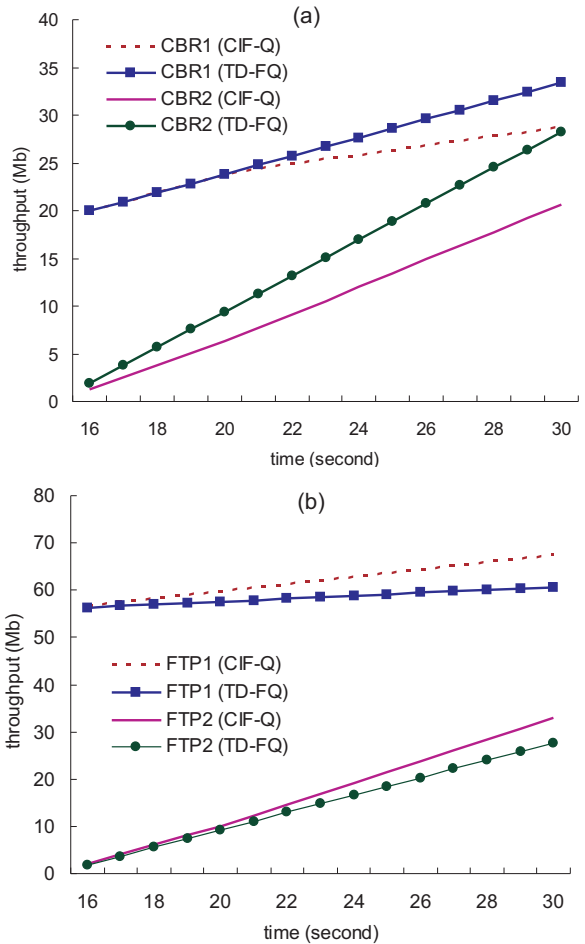 (a)
40
35
30
25
20
15
10
5
0
throughput (Mb)
CBR1 (CIF-Q)
CBR1 (TD-FQ)
CBR2 (CIF-Q)
CBR2 (TD-FQ)
16 18 20 22 24 26 28 30
time (second)
(b)
80
70
60
50
40
30
20
10
0
throughput (Mb)
FTP1 (CIF-Q)
FTP1 (TD-FQ)
FTP2 (CIF-Q)
FTP2 (TD-FQ)
16 18 20 22 24 26 28 30
time (second)